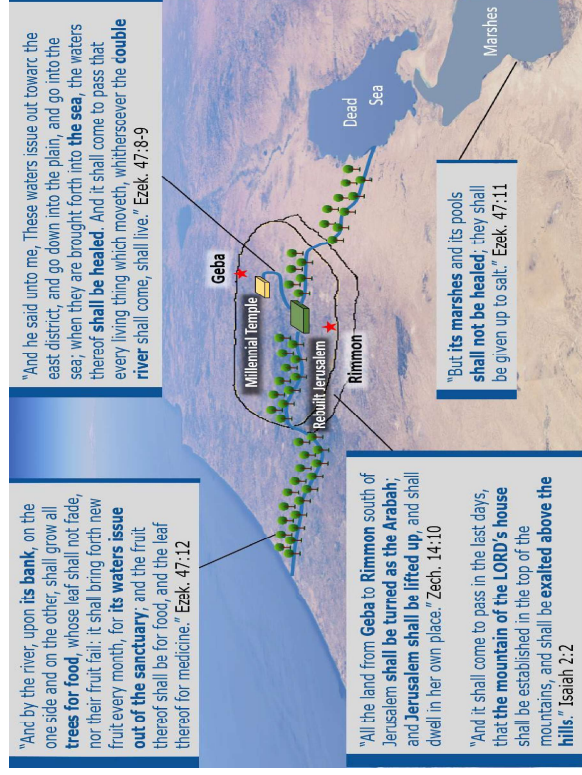 "And by the river, upon its bank, on the
one side and on the other, shall grow all
trees for food, whose leaf shall not fade,
nor their fruit fail: it shall bring forth new
fruit every month, for its waters issue
out of the sanctuary; and the fruit
thereof shall be for food, and the leaf
thereof for medicine." Ezek. 47:12
"And he said unto me, These waters issue out toward the
east district, and go down into the plain, and go into the
sea; when they are brought forth into the sea, the waters
thereof shall be healed. And it shall come to pass that
every living thing which moveth, whithersoever the double
river shall come, shall live." Ezek. 47:8-9
Geba
Millennial Temple
Rebuilt Jerusalem
Rimmon
Dead
Sea
Marshes
"All the land from Geba to Rimmon south of
Jerusalem shall be turned as the Arabah;
and Jerusalem shall be lifted up, and shall
dwell in her own place." Zech. 14:10
"And it shall come to pass in the last days,
that the mountain of the LORD's house
shall be established in the top of the
mountains, and shall be exalted above the
hills." Isaiah 2:2
"But its marshes and its pools
shall not be healed; they shall
be given up to salt." Ezek. 47:11